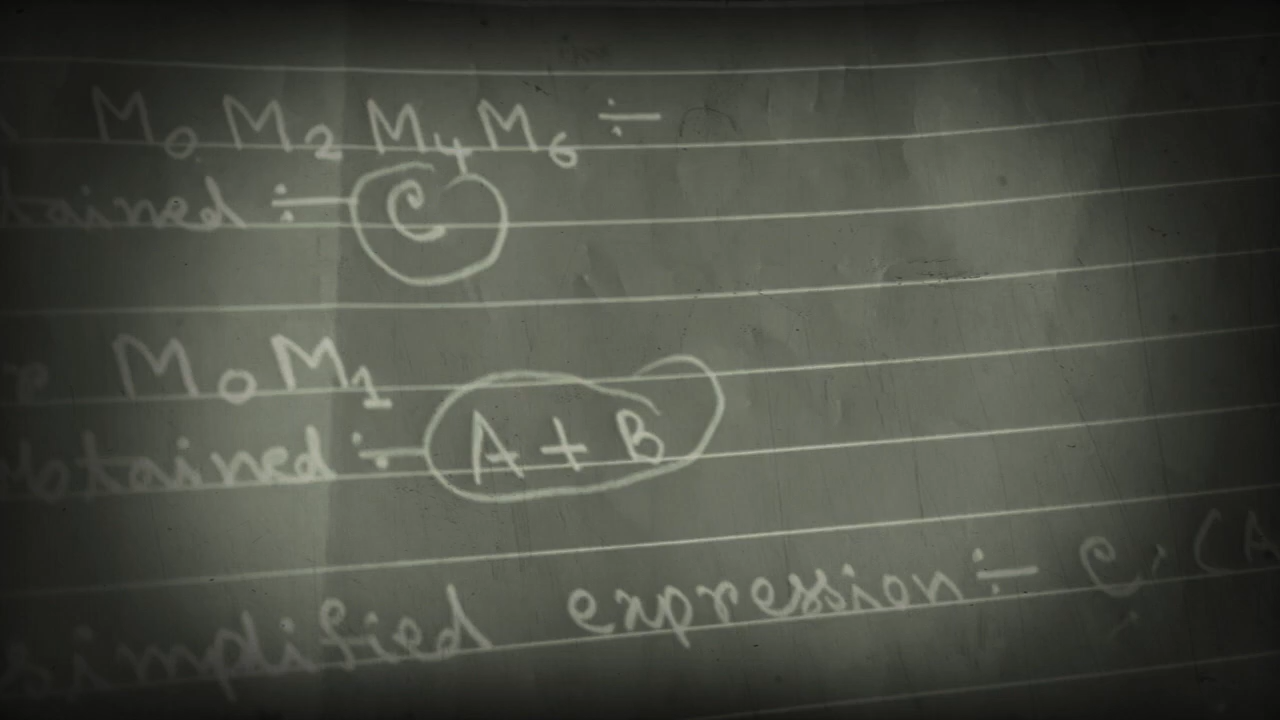 M0 M2 M4 M6 :-
tained :- C
M0 M1
obtained :- A + B
simplified expression :- C. (A